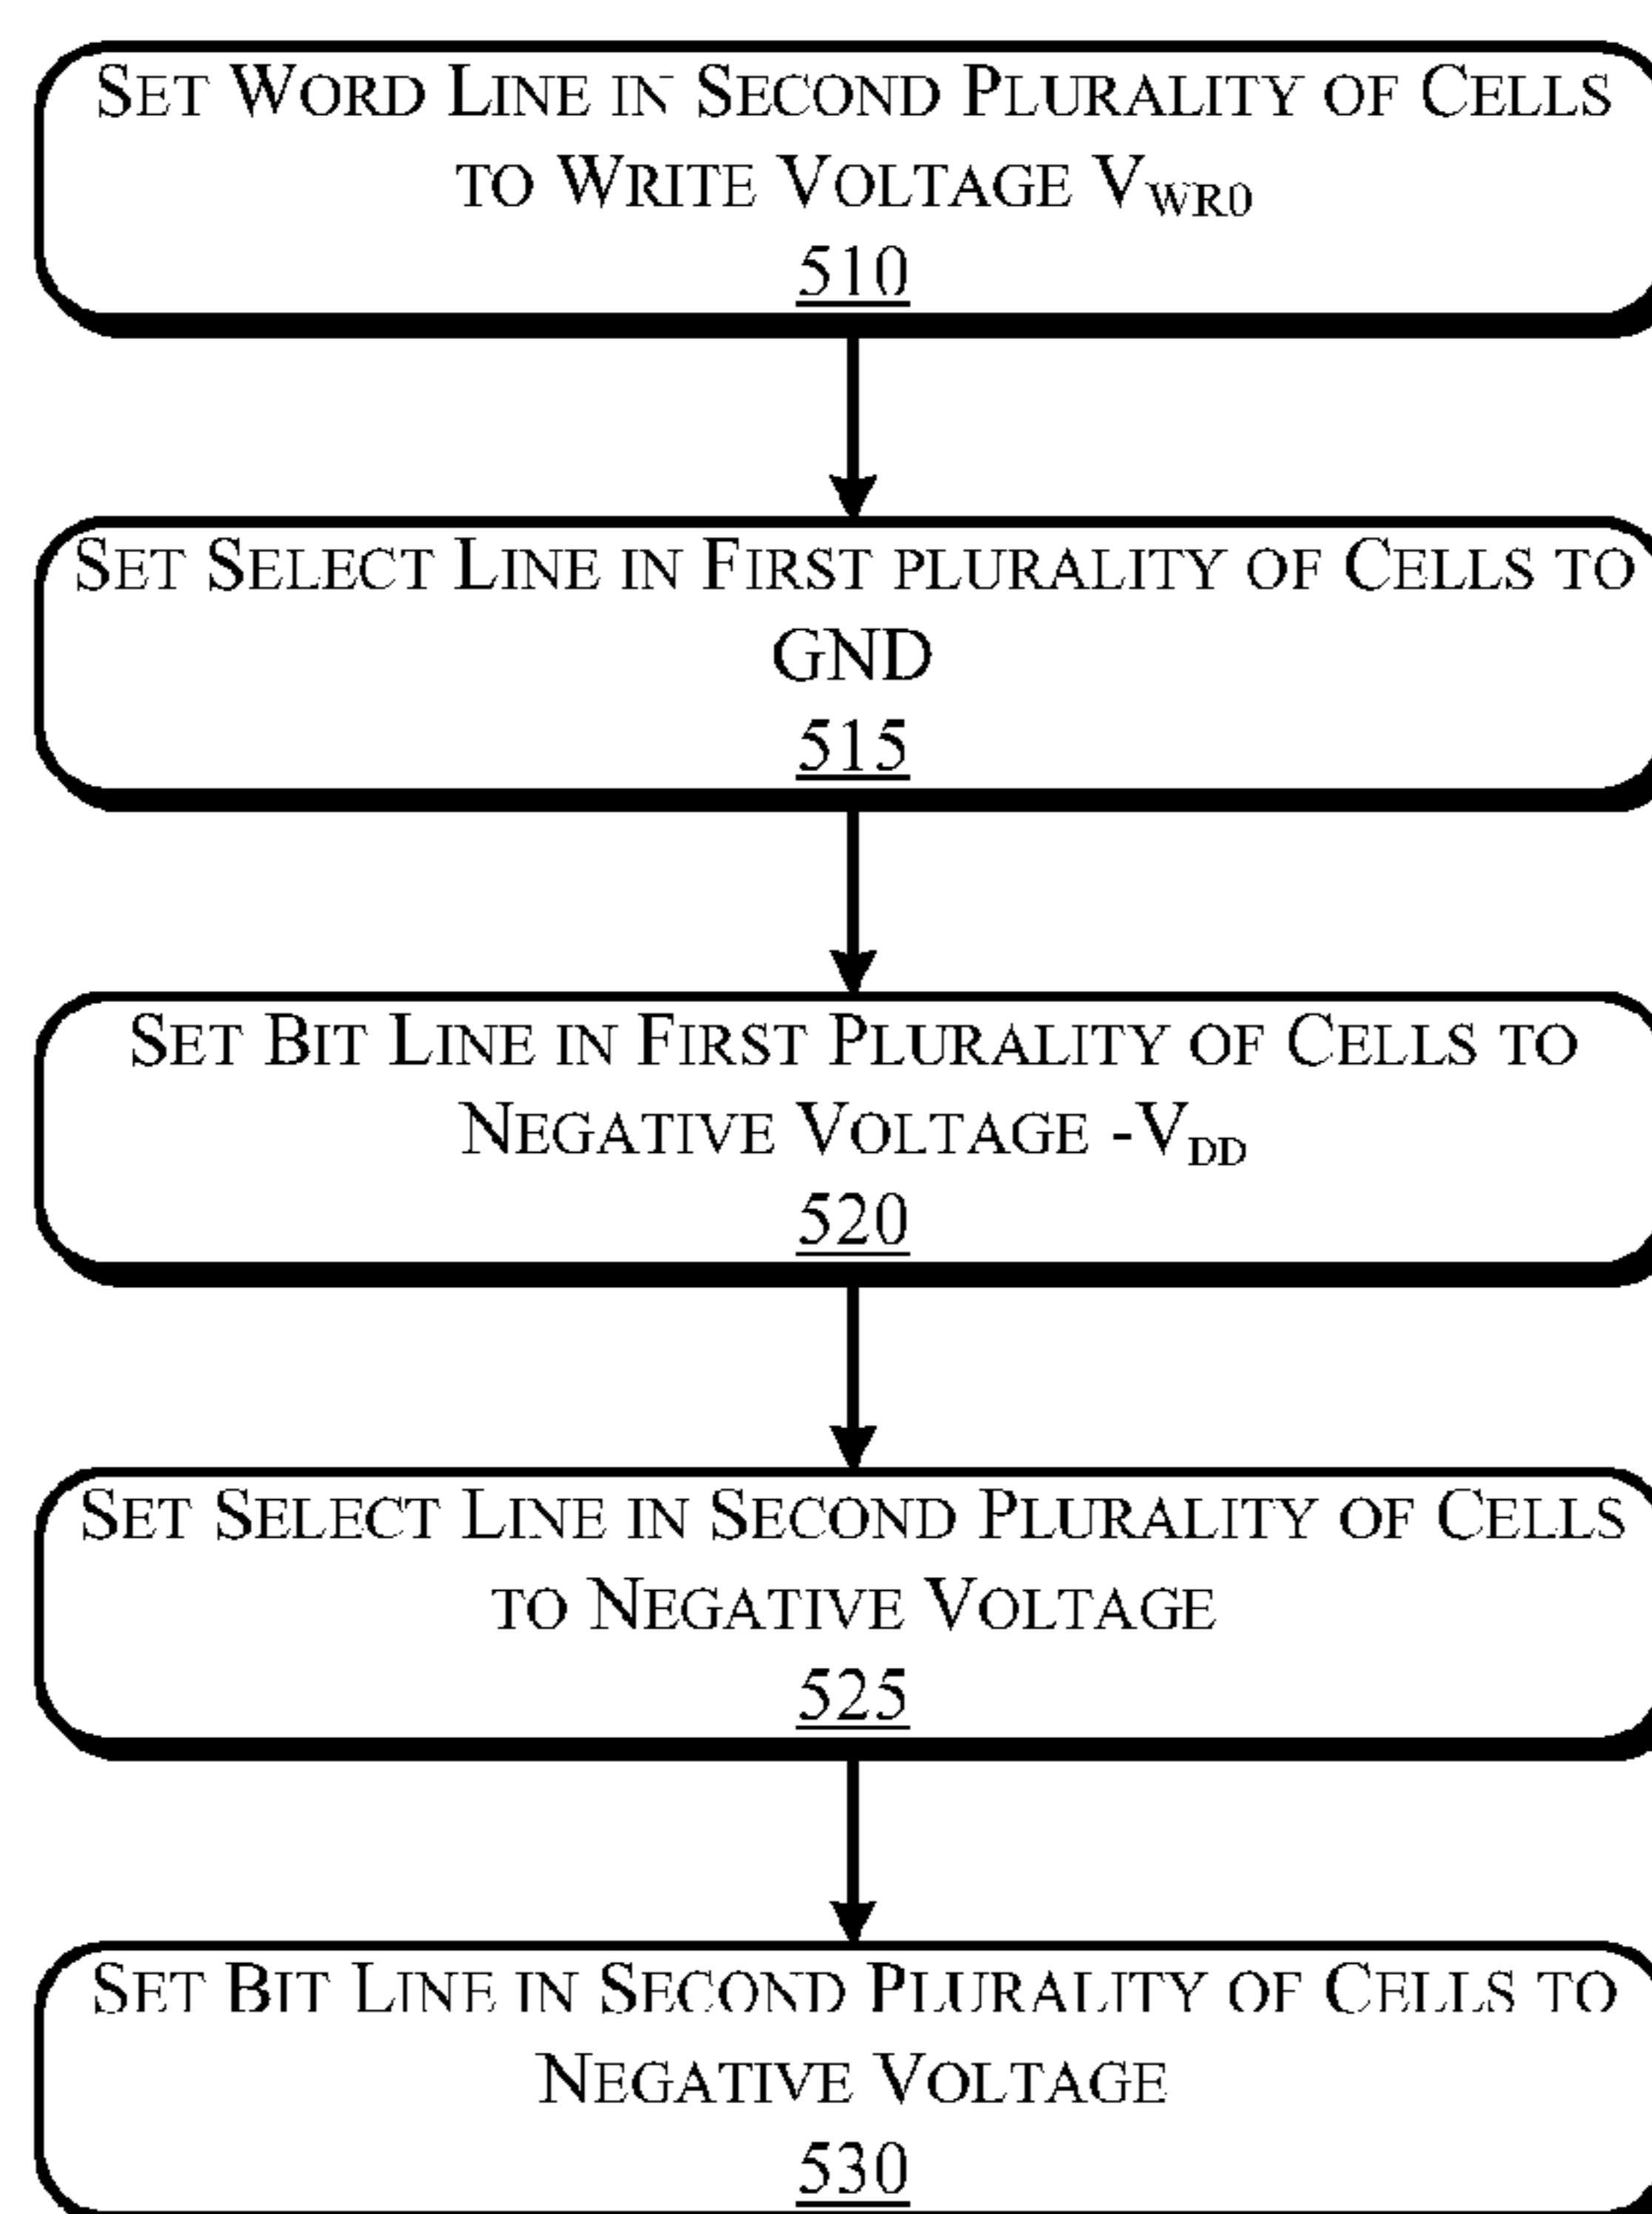 Set Word Line in Second Plurality of Cells
to Write Voltage VWR0
510
Set Select Line in First plurality of Cells to
GND
515
Set Bit Line in First Plurality of Cells to
Negative Voltage -VDD
520
Set Select Line in Second Plurality of Cells
to Negative Voltage
525
Set Bit Line in Second Plurality of Cells to
Negative Voltage
530